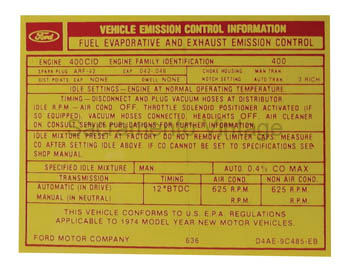 Ford
VEHICLE EMISSION CONTROL INFORMATION
FUEL EVAPORATIVE AND EXHAUST EMISSION CONTROL
ENGINE 400CID ENGINE FAMILY IDENTIFICATION 400
SPARK PLUG ARF-42 GAP .042-.046 CHOKE HOUSING MAN TRAN.
DIST: POINTS NONE DWELL NONE NOTCH SETTING AUTO TRAN. 3 RICH
IDLE SETTINGS—ENGINE AT NORMAL OPERATING TEMPERATURE
TIMING—DISCONNECT AND PLUG VACUUM HOSES AT DISTRIBUTOR
IDLE RPM—AIR COND OFF. THROTTLE SOLENOID POSITIONER ACTIVATED (IF
SO EQUIPPED). VACUUM HOSES CONNECTED. HEADLIGHTS OFF. AIR CLEANER
ON. CONSULT SERVICE PUBLICATIONS FOR FURTHER INFORMATION.
IDLE MIXTURE PRESET AT FACTORY. DO NOT REMOVE LIMITER CAPS. MEASURE
CO AFTER SETTING IDLE AFTER IF CO CANNOT BE SET TO SPECIFICATIONS SEE
SHOP MANUAL.
SPECIFIED IDLE MIXTURE MAN AUTO. 0.4% CO MAX
TRANSMISSION TIMING AIR COND. NON AIR COND.
AUTOMATIC (IN DRIVE) 12°BTDC 625 R.P.M. 625 R.P.M.
MANUAL (IN NEUTRAL) R.P.M. R.P.M.
THIS VEHICLE CONFORMS TO U.S. E.P.A. REGULATIONS
APPLICABLE TO 1974 MODEL YEAR NEW MOTOR VEHICLES.
FORD MOTOR COMPANY 636 D4AE-9C485-EB